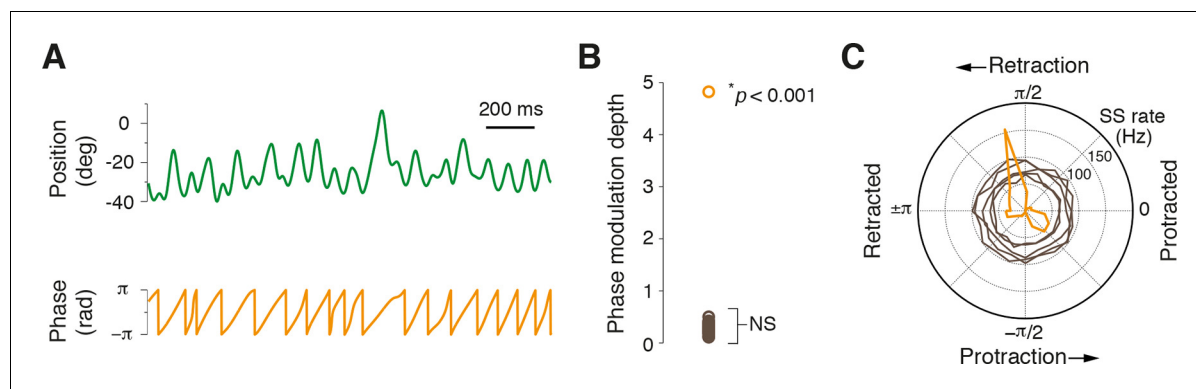 A
200 ms
Position
(deg)
0
-20
-40
Phase
(rad)
π
−π
B
Phase modulation depth
5
4
3
2
1
0
*p < 0.001
NS
C
←Retraction
π/2
SS rate
(Hz)
150
100
Retracted
±π
0
Protracted
−π/2
Protraction→